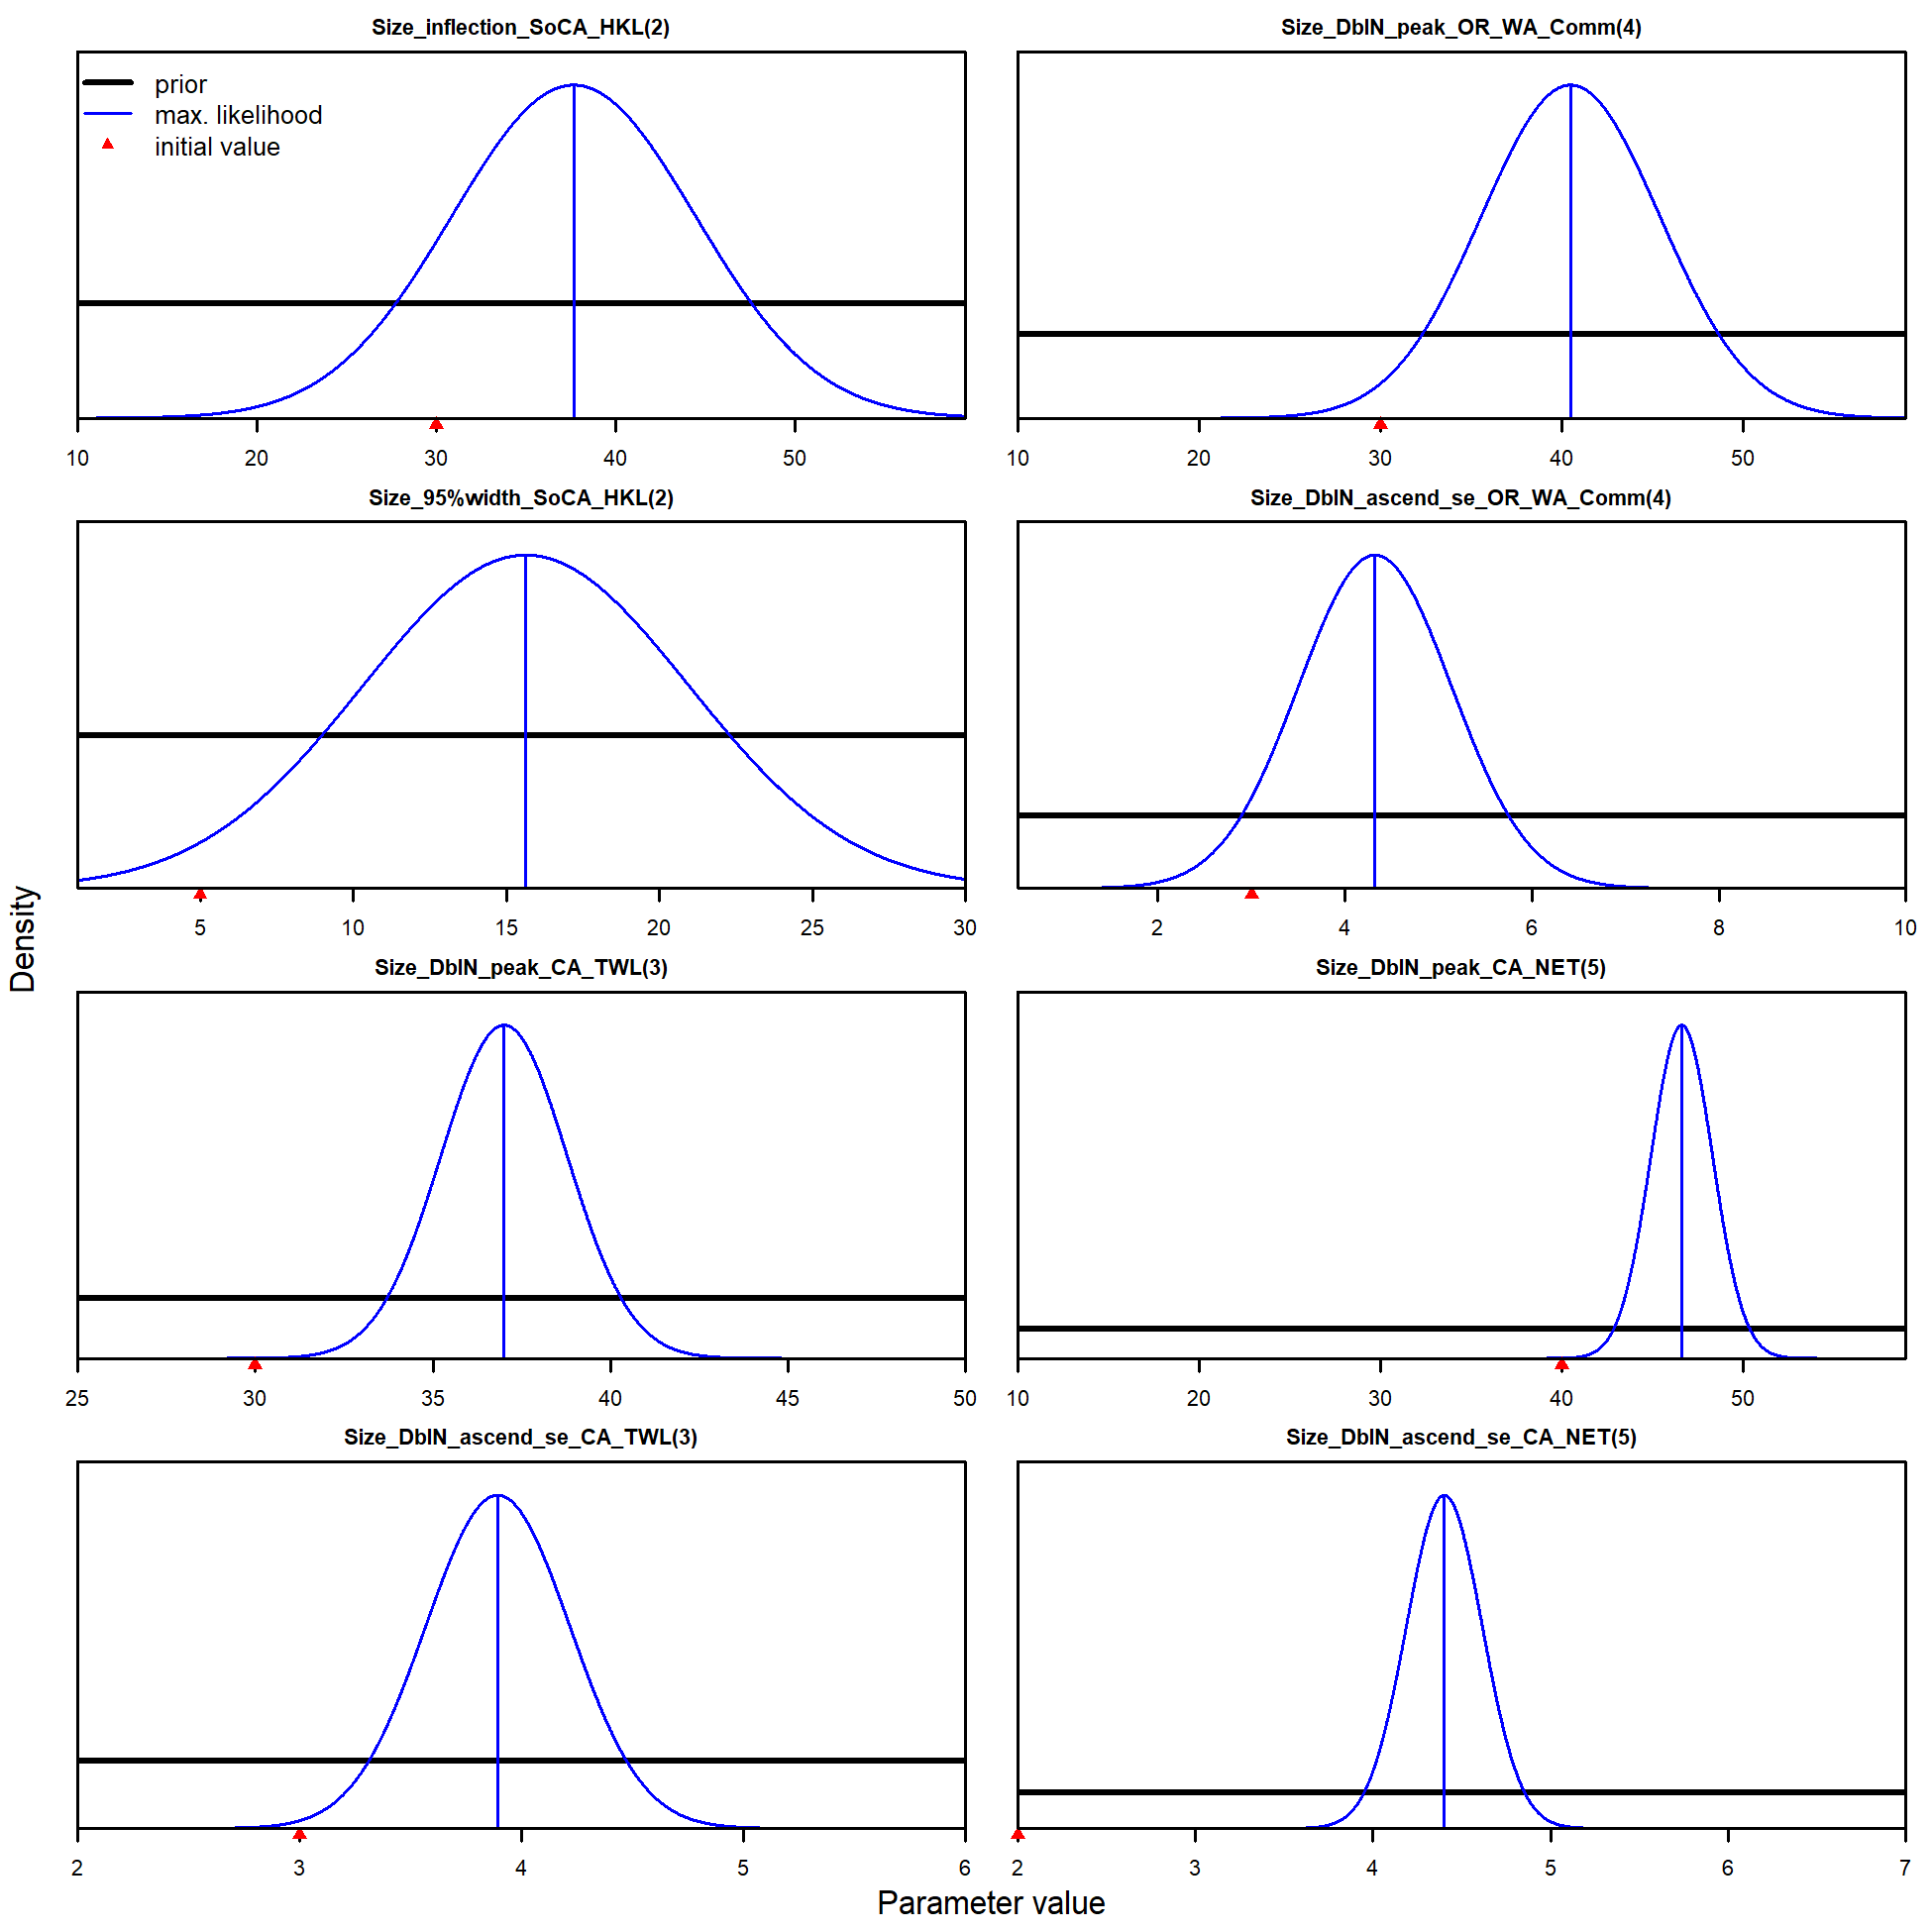 Size_inflection_SoCA_HKL(2)
prior
max. likelihood
initial value
10 20 30 40 50
Size_DblN_peak_OR_WA_Comm(4)
10 20 30 40 50
Size_95%width_SoCA_HKL(2)
5 10 15 20 25 30
Size_DblN_ascend_se_OR_WA_Comm(4)
2 4 6 8 10
Size_DblN_peak_CA_TWL(3)
25 30 35 40 45 50
Size_DblN_peak_CA_NET(5)
10 20 30 40 50
Size_DblN_ascend_se_CA_TWL(3)
2 3 4 5 6
Size_DblN_ascend_se_CA_NET(5)
2 3 4 5 6 7
Density
Parameter value